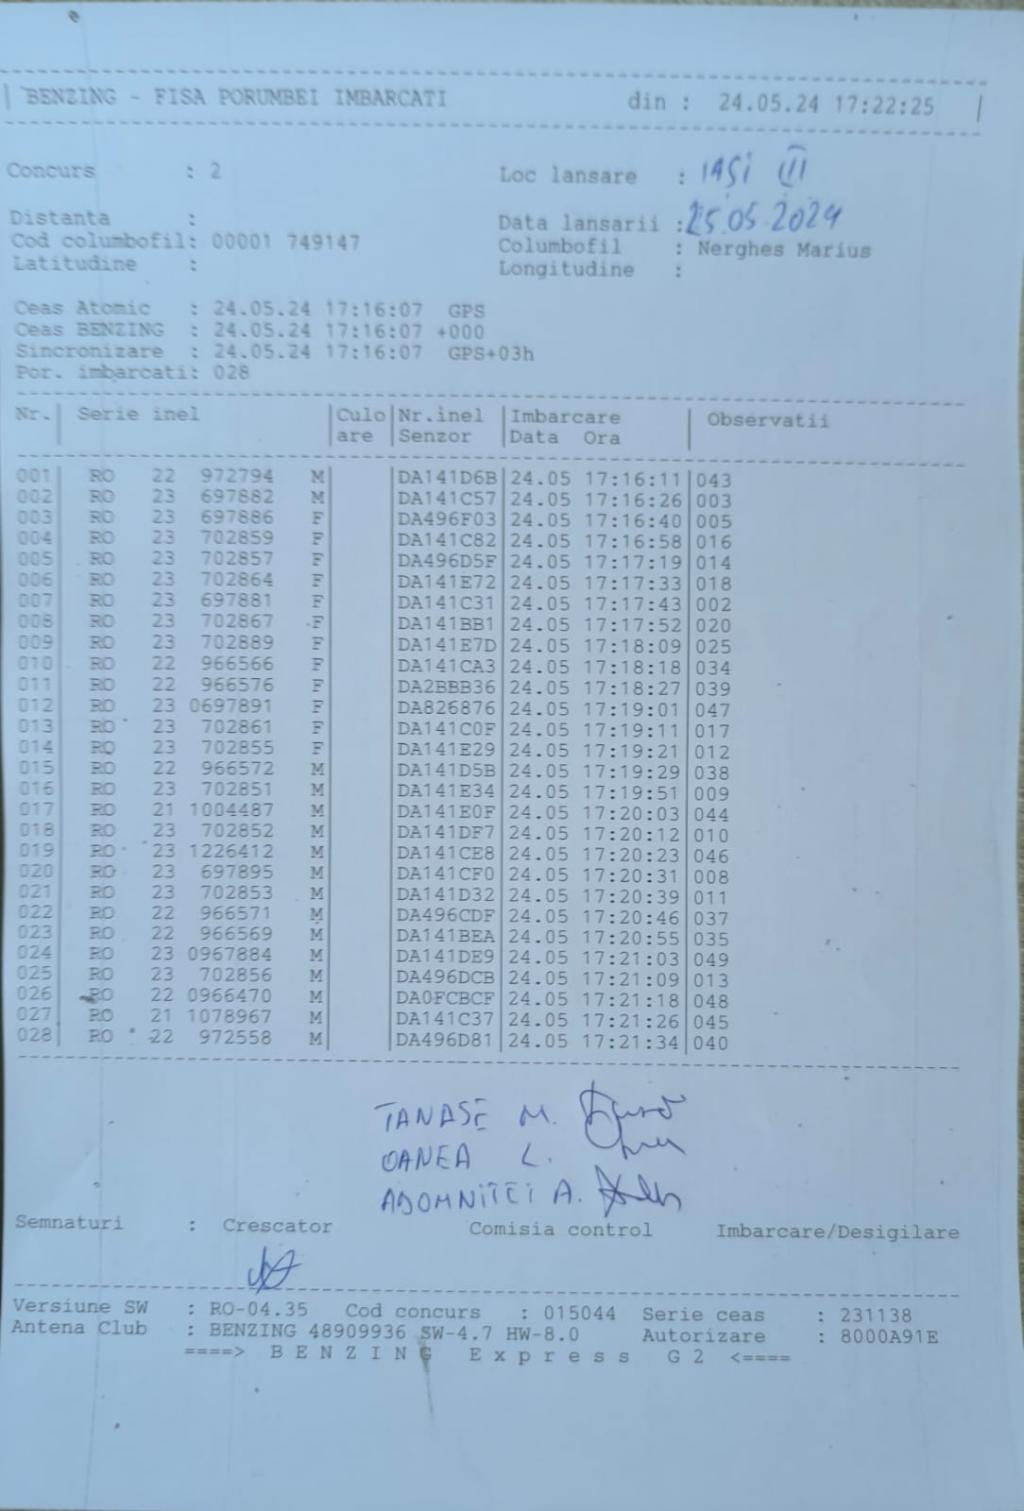 BENZING - FISA PORUMBEI IMBARCATI din : 24.05.24 17:22:25
Concurs : 2 Loc lansare : IAȘI III
Distanta : Data lansarii : 25.05.2024
Cod columbofil: 00001 749147 Columbofil : Nerghes Marius
Latitudine : Longitudine :
Ceas Atomic : 24.05.24 17:16:07 GPS
Ceas BENZING : 24.05.24 17:16:07 +000
Sincronizare : 24.05.24 17:16:07 GPS+03h
Por. imbarcati: 028
Nr.| Serie inel |Culo|Nr.inel |Imbarcare | Observatii
| |are |Senzor |Data Ora |
001| RO 22 972794 M| |DA141D6B|24.05 17:16:11|043
002| RO 23 697882 M| |DA141C57|24.05 17:16:26|003
003| RO 23 697886 F| |DA496F03|24.05 17:16:40|005
004| RO 23 702859 F| |DA141C82|24.05 17:16:58|016
005| RO 23 702857 F| |DA496D5F|24.05 17:17:19|014
006| RO 23 702864 F| |DA141E72|24.05 17:17:33|018
007| RO 23 697881 F| |DA141C31|24.05 17:17:43|002
008| RO 23 702867 F| |DA141BB1|24.05 17:17:52|020
009| RO 23 702889 F| |DA141E7D|24.05 17:18:09|025
010| RO 22 966566 F| |DA141CA3|24.05 17:18:18|034
011| RO 22 966576 F| |DA2BBB36|24.05 17:18:27|039
012| RO 23 0697891 F| |DA826876|24.05 17:19:01|047
013| RO 23 702861 F| |DA141C0F|24.05 17:19:11|017
014| RO 23 702855 F| |DA141E29|24.05 17:19:21|012
015| RO 22 966572 M| |DA141D5B|24.05 17:19:29|038
016| RO 23 702851 M| |DA141E34|24.05 17:19:51|009
017| RO 21 1004487 M| |DA141E0F|24.05 17:20:03|044
018| RO 23 702852 M| |DA141DF7|24.05 17:20:12|010
019| RO 23 1226412 M| |DA141CE8|24.05 17:20:23|046
020| RO 23 697895 M| |DA141CF0|24.05 17:20:31|008
021| RO 23 702853 M| |DA141D32|24.05 17:20:39|011
022| RO 22 966571 M| |DA496CDF|24.05 17:20:46|037
023| RO 22 966569 M| |DA141BEA|24.05 17:20:55|035
024| RO 23 0967884 M| |DA141DE9|24.05 17:21:03|049
025| RO 23 702856 M| |DA496DCB|24.05 17:21:09|013
026| RO 22 0966470 M| |DA0FCBCF|24.05 17:21:18|048
027| RO 21 1078967 M| |DA141C37|24.05 17:21:26|045
028| RO 22 972558 M| |DA496D81|24.05 17:21:34|040
TANASE M.
OANEA L.
ADOMNITEI A.
Semnaturi : Crescator Comisia control Imbarcare/Desigilare
Versiune SW : RO-04.35 Cod concurs : 015044 Serie ceas : 231138
Antena Club : BENZING 48909936 SW-4.7 HW-8.0 Autorizare : 8000A91E
====> B E N Z I N G E x p r e s s G 2 <====